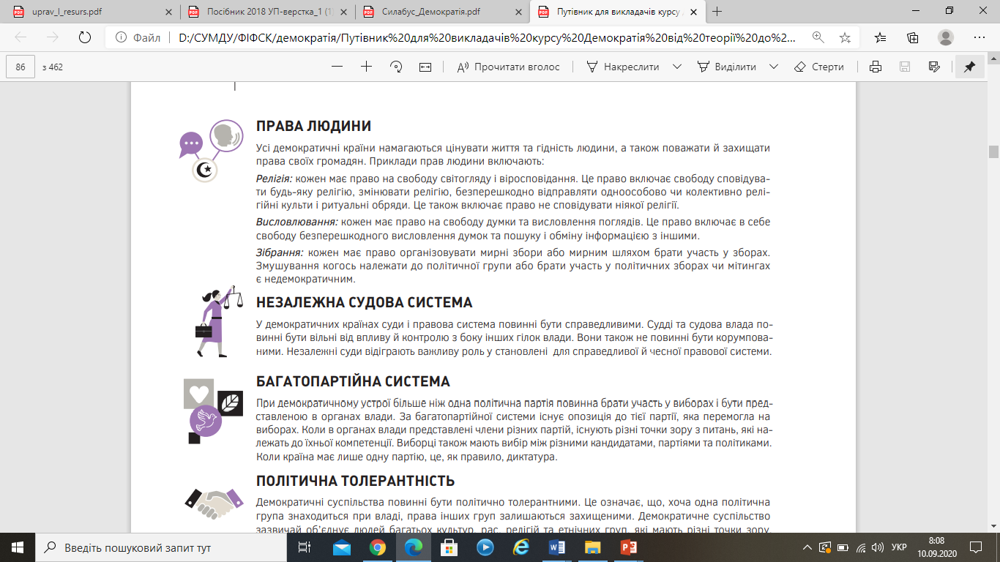 uprav_l_resurs.pdf
Посібник 2018 УП-верстка_1 (1)
Силабус_Демократія.pdf
Путівник для викладачів курсу
Файл
D:/СУМДУ/ФІФСК/демократія/Путівник%20для%20викладачів%20курсу%20Демократія%20від%20теорії%20до%2...
86
з 462
Прочитати вголос
Накреслити
Виділити
Стерти
ПРАВА ЛЮДИНИ
Усі демократичні країни намагаються цінувати життя та гідність людини, а також поважати й захищати
права своїх громадян. Приклади прав людини включають:
Релігія: кожен має право на свободу світогляду і віросповідання. Це право включає свободу сповідува-
ти будь-яку релігію, змінювати релігію, безперешкодно відправляти одноособово чи колективно релі-
гійні культи і ритуальні обряди. Це також включає право не сповідувати ніякої релігії.
Висловлювання: кожен має право на свободу думки та висловлення поглядів. Це право включає в себе
свободу безперешкодного висловлення думок та пошуку і обміну інформацією з іншими.
Зібрання: кожен має право організовувати мирні збори або мирним шляхом брати участь у зборах.
Змушування когось належати до політичної групи або брати участь у політичних зборах чи мітингах
є недемократичним.
НЕЗАЛЕЖНА СУДОВА СИСТЕМА
У демократичних країнах суди і правова система повинні бути справедливими. Судді та судова влада по-
винні бути вільні від впливу й контролю з боку інших гілок влади. Вони також не повинні бути корумпова-
ними. Незалежні суди відіграють важливу роль у становлені для справедливої й чесної правової системи.
БАГАТОПАРТІЙНА СИСТЕМА
При демократичному устрої більше ніж одна політична партія повинна брати участь у виборах і бути пред-
ставленою в органах влади. За багатопартійної системи існує опозиція до тієї партії, яка перемогла на
виборах. Коли в органах влади представлені члени різних партій, існують різні точки зору з питань, які на-
лежать до їхньої компетенції. Виборці також мають вибір між різними кандидатами, партіями та політиками.
Коли країна має лише одну партію, це, як правило, диктатура.
ПОЛІТИЧНА ТОЛЕРАНТНІСТЬ
Демократичні суспільства повинні бути політично толерантними. Це означає, що, хоча одна політична
група знаходиться при владі, права інших груп залишаються захищеними. Демократичне суспільство
зазвичай об’єднує людей багатьох культур, рас, релігій та етнічних груп, які мають різні точки зору,
Введіть пошуковий запит тут
УКР
8:08
10.09.2020